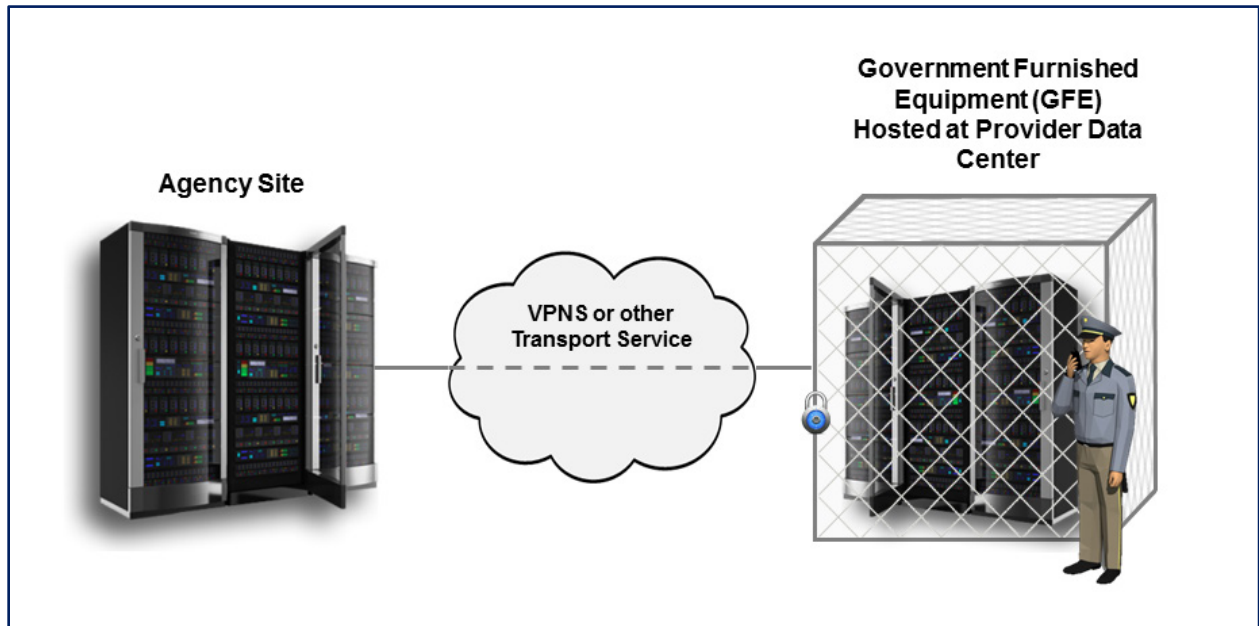 Agency Site
VPNS or other
Transport Service
Government Furnished
Equipment (GFE)
Hosted at Provider Data
Center